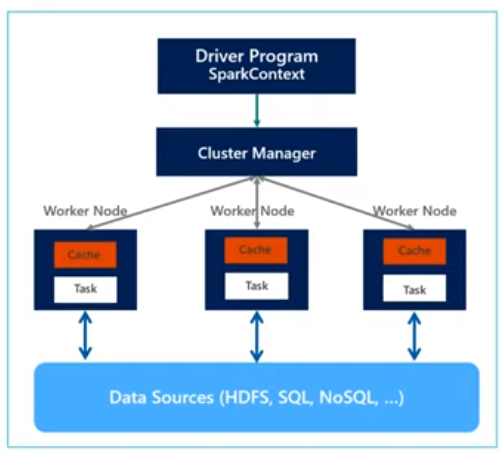 Driver Program
SparkContext
Cluster Manager
Worker Node
Worker Node
Worker Node
Cache
Cache
Cache
Task
Task
Task
Data Sources (HDFS, SQL, NoSQL, ...)